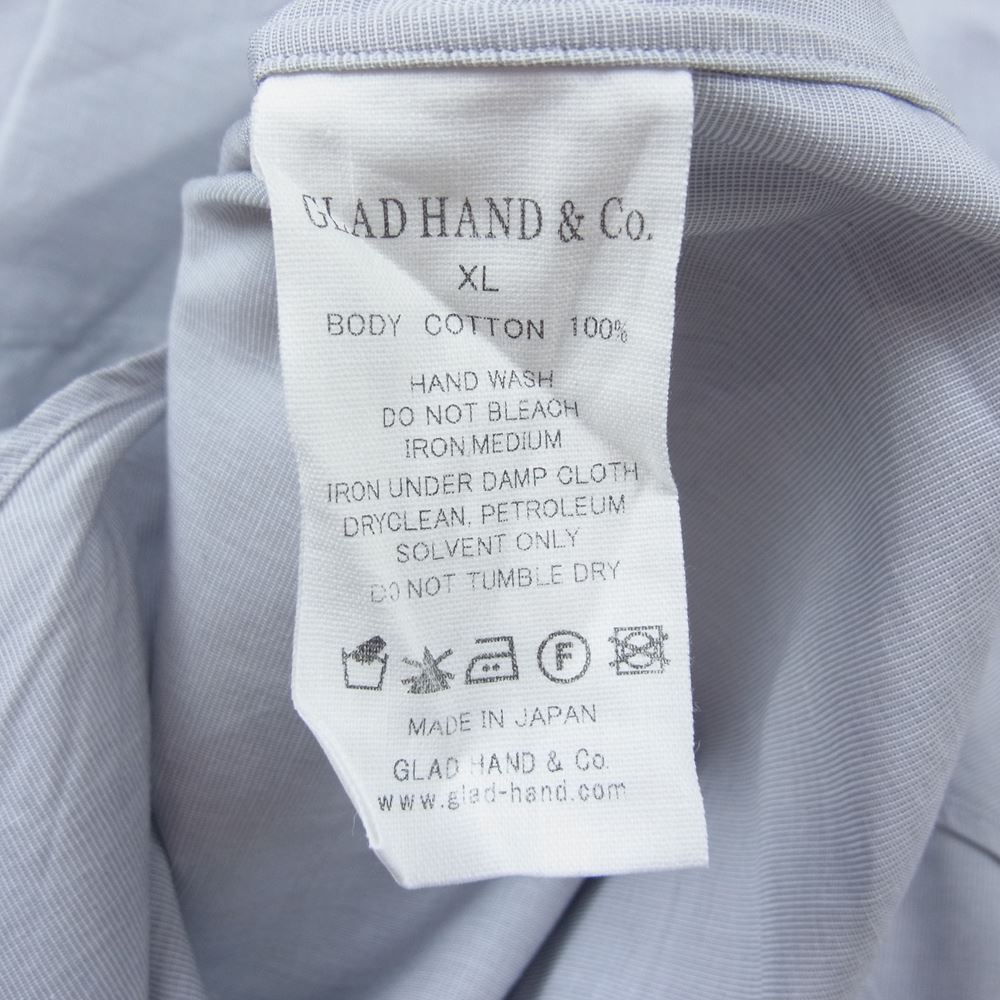 GLAD HAND & Co.
XL
BODY COTTON 100%
HAND WASH
DO NOT BLEACH
IRON,MEDIUM
IRON UNDER DAMP CLOTH
DRYCLEAN, PETROLEUM
SOLVENT ONLY
DO NOT TUMBLE DRY
F
MADE IN JAPAN
GLAD HAND & Co.
www.glad-hand.com